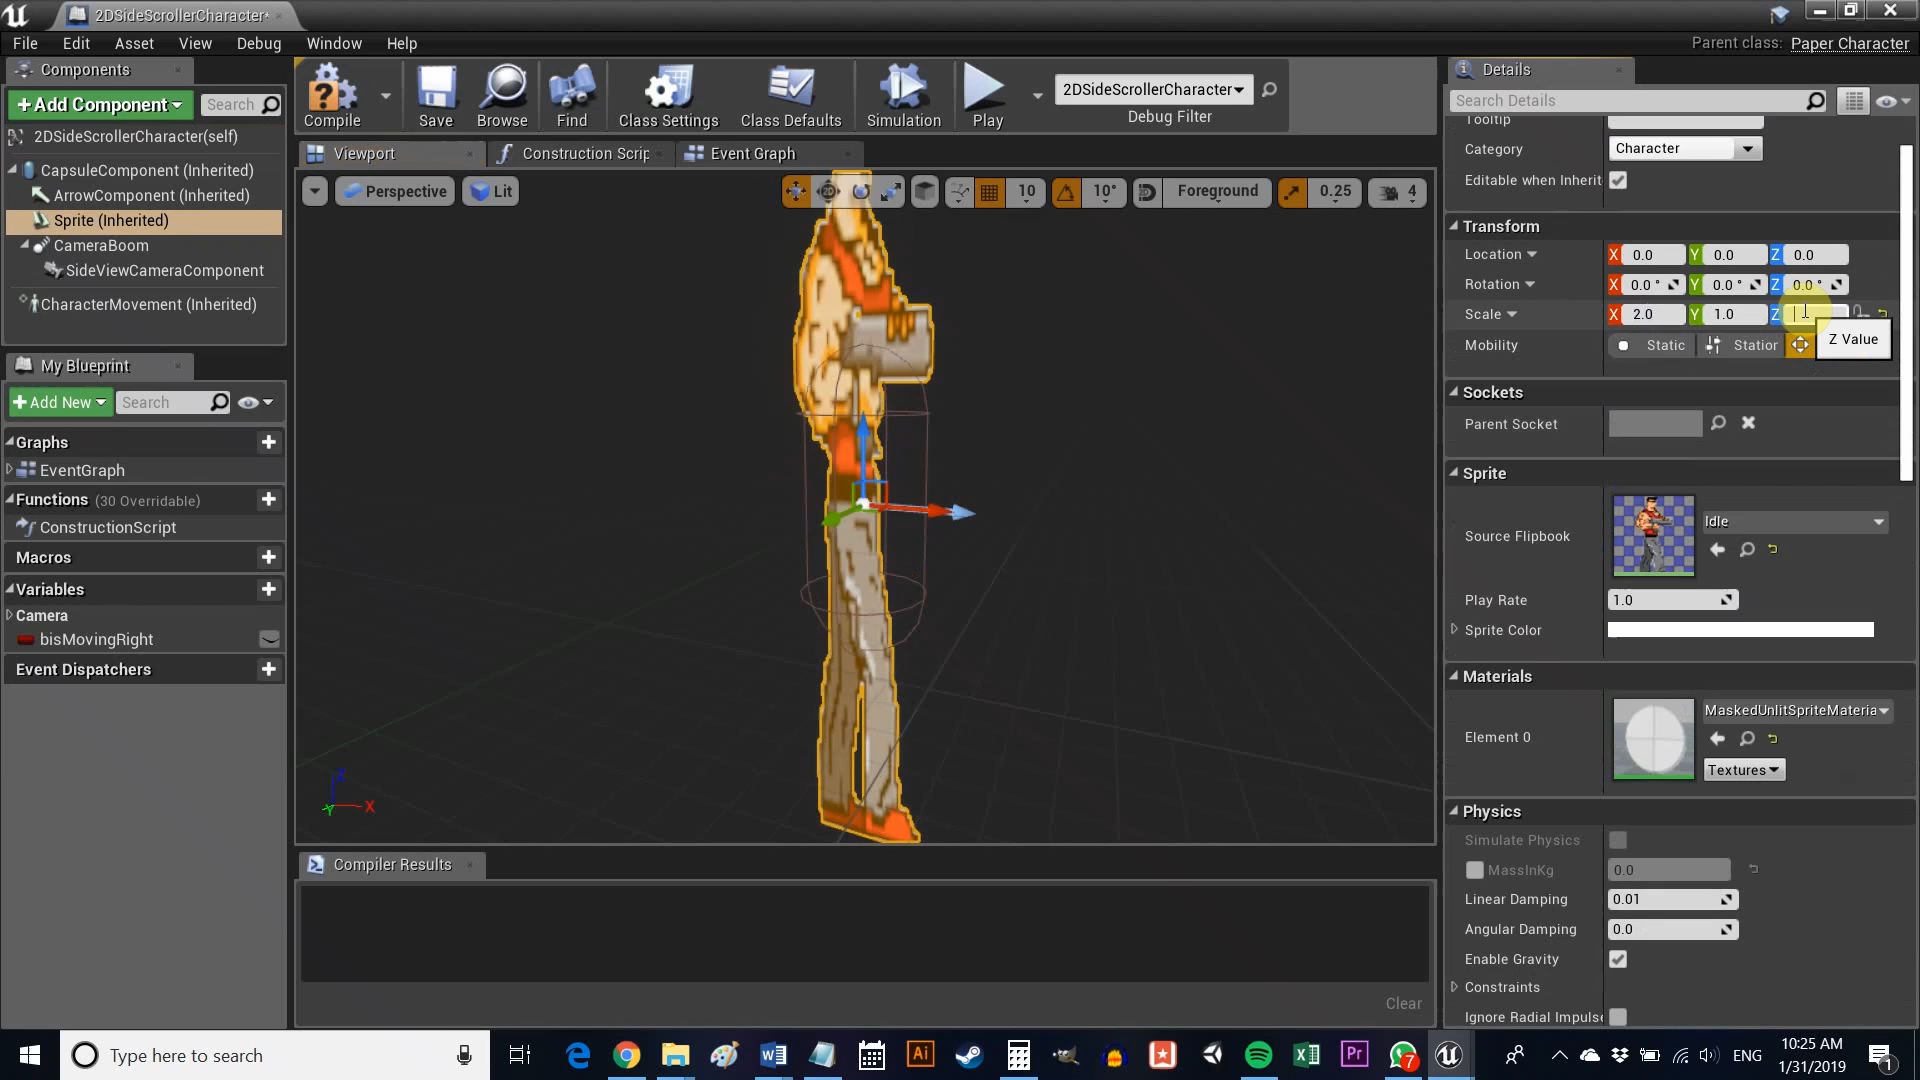 2DSideScrollerCharacter*
File Edit Asset View Debug Window Help
Parent class: Paper Character
Components
+Add Component
Search
2DSideScrollerCharacter(self)
CapsuleComponent (Inherited)
ArrowComponent (Inherited)
Sprite (Inherited)
CameraBoom
SideViewCameraComponent
CharacterMovement (Inherited)
My Blueprint
+Add New
Search
Graphs
EventGraph
Functions (30 Overridable)
ConstructionScript
Macros
Variables
Camera
bisMovingRight
Event Dispatchers
Compile Save Browse Find Class Settings Class Defaults Simulation Play
2DSideScrollerCharacter
Debug Filter
Viewport Construction Scrip Event Graph
Perspective Lit
10 10° Foreground 0.25 4
Z
X
Y
Compiler Results
Clear
Details
Search Details
Tooltip
Category Character
Editable when Inherit
Transform
Location X 0.0 Y 0.0 Z 0.0
Rotation X 0.0 ° Y 0.0 ° Z 0.0 °
Scale X 2.0 Y 1.0 Z
Mobility Static Station
Z Value
Sockets
Parent Socket
Sprite
Source Flipbook Idle
Play Rate 1.0
Sprite Color
Materials
Element 0 MaskedUnlitSpriteMateria
Textures
Physics
Simulate Physics
MassInKg 0.0
Linear Damping 0.01
Angular Damping 0.0
Enable Gravity
Constraints
Ignore Radial Impulse
Type here to search
Ai
Pr
7
ENG
10:25 AM
1/31/2019
1